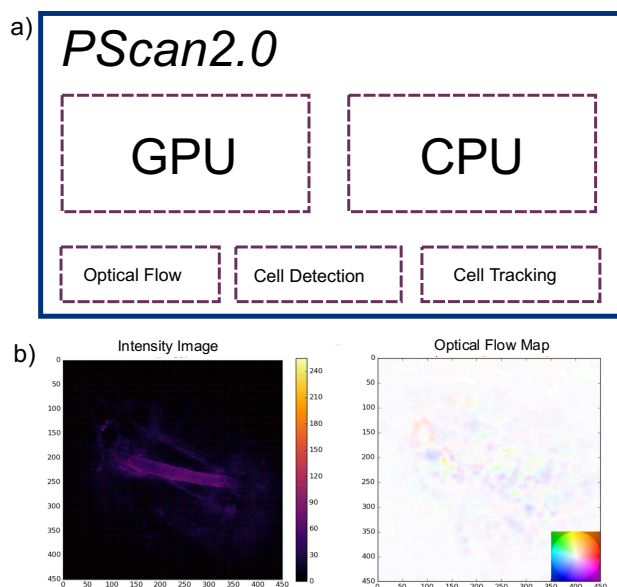 a)
PScan2.0
GPU CPU
Optical Flow Cell Detection Cell Tracking
b)
Intensity Image Optical Flow Map
0 240 0
50 210 50
100 180 100
150 150 150
200 200
250 120 250
300 90 300
350 60 350
400 30 400
450 0 450
0 50 100 150 200 250 300 350 400 450 0 50 100 150 200 250 300 350 400 450